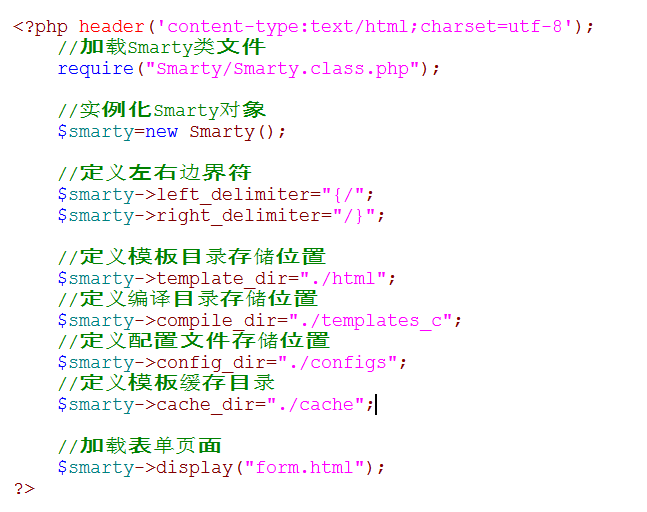 <?php header('content-type:text/html;charset=utf-8');
//加载Smarty类文件
require("Smarty/Smarty.class.php");
//实例化Smarty对象
$smarty=new Smarty();
//定义左右边界符
$smarty->left_delimiter="{/";
$smarty->right_delimiter="/}";
//定义模板目录存储位置
$smarty->template_dir="./html";
//定义编译目录存储位置
$smarty->compile_dir="./templates_c";
//定义配置文件存储位置
$smarty->config_dir="./configs";
//定义模板缓存目录
$smarty->cache_dir="./cache";
//加载表单页面
$smarty->display("form.html");
?>